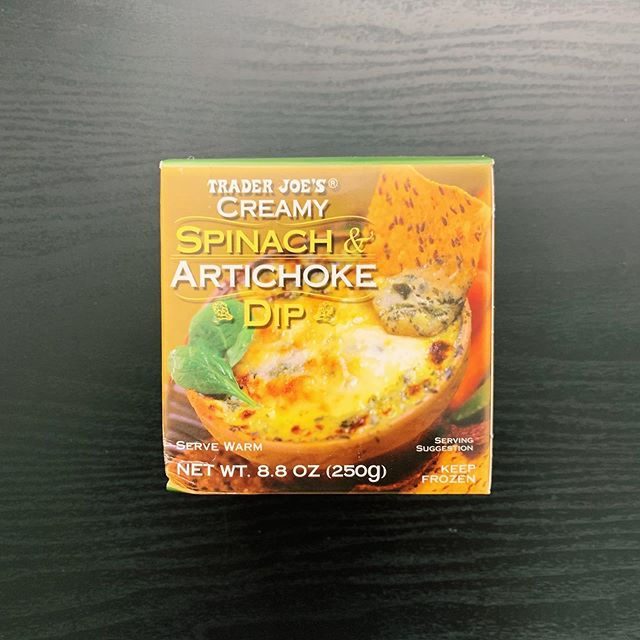 TRADER JOE'S®
CREAMY
SPINACH &
ARTICHOKE
DIP
SERVE WARM
NET WT. 8.8 OZ (250g)
SERVING
SUGGESTION
KEEP
FROZEN